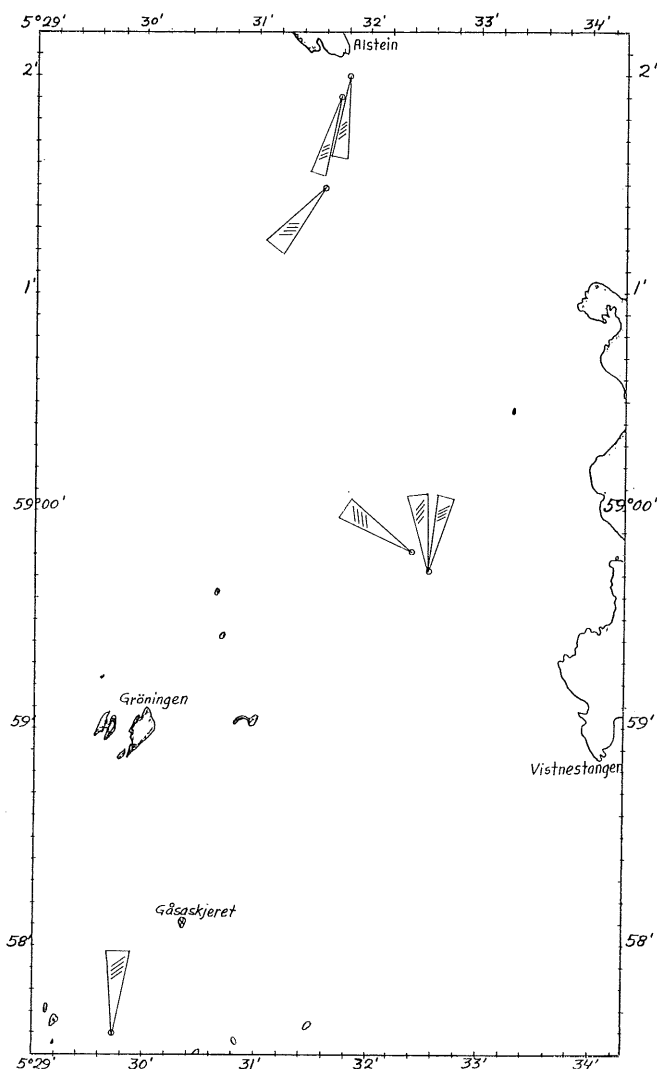 5°29' 30' 31' 32' 33' 34'
Alstein
2' 2'
1' 1'
59°00' 59°00'
Gröningen
59' 59'
Vistnestangen
Gåsaskjeret
58' 58'
5°29' 30' 31' 32' 33' 34'